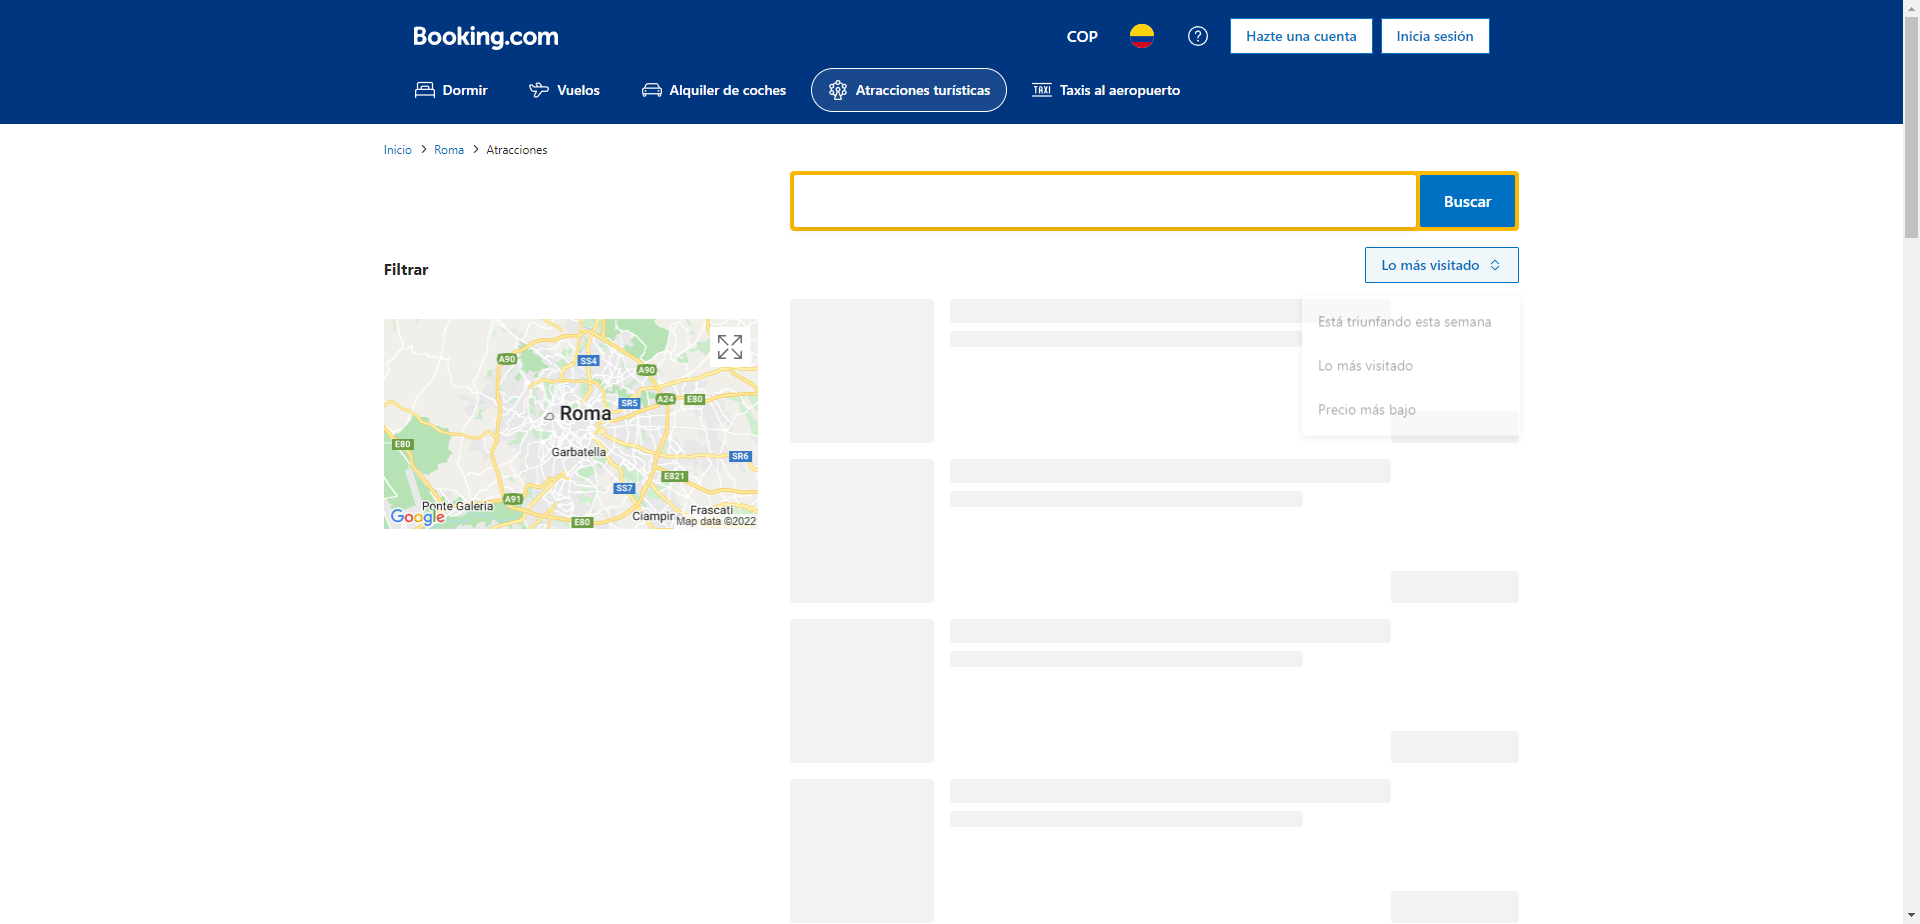 Booking.com
COP
Hazte una cuenta
Inicia sesión
Dormir
Vuelos
Alquiler de coches
Atracciones turísticas
TAXI
Taxis al aeropuerto
Inicio > Roma > Atracciones
Buscar
Filtrar
Lo más visitado
Está triunfando esta semana
Lo más visitado
Precio más bajo
A90
SS4
A90
SR5
A24
E80
Roma
E80
Garbatella
SR6
E821
SS7
A91
Ponte Galeria
Google
E80
Ciampin
Frascati
Map data ©2022